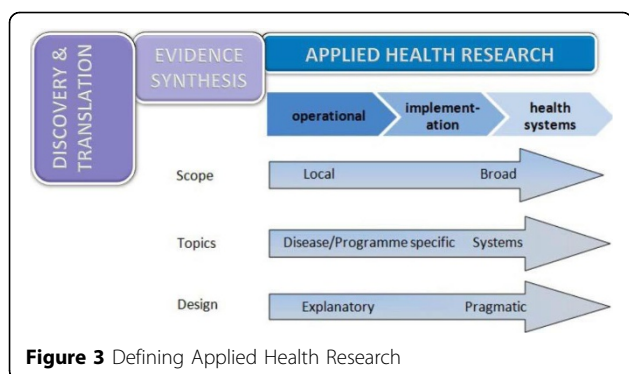 DISCOVERY &
TRANSLATION
EVIDENCE
SYNTHESIS
APPLIED HEALTH RESEARCH
operational
implement-
ation
health
systems
Scope
Local Broad
Topics
Disease/Programme specific Systems
Design
Explanatory Pragmatic
Figure 3 Defining Applied Health Research